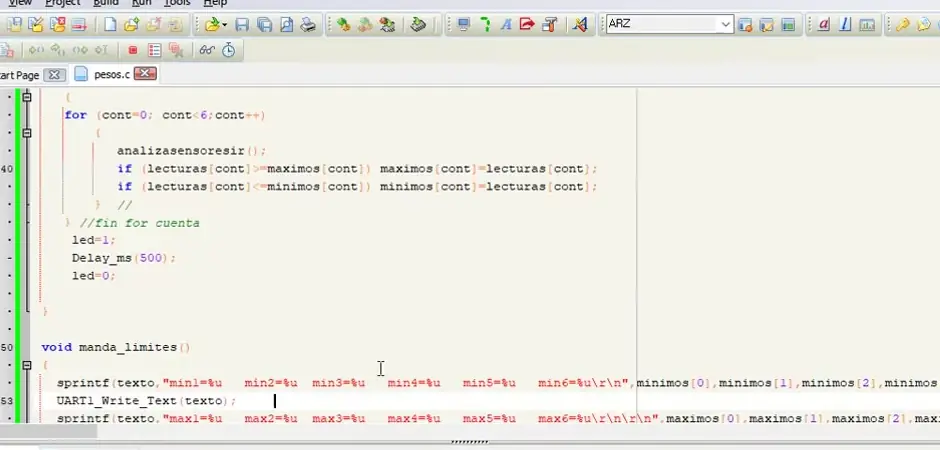 View Project Build Run Tools Help
ARZ
Start Page pesos.c
{
for (cont=0; cont<6;cont++)
{
analizasensoresir();
40 if (lecturas[cont]>=maximos[cont]) maximos[cont]=lecturas[cont];
if (lecturas[cont]<=minimos[cont]) minimos[cont]=lecturas[cont];
} //
} //fin for cuenta
led=1;
Delay_ms(500);
led=0;
}
50 void manda_limites()
{
sprintf(texto,"min1=%u min2=%u min3=%u min4=%u min5=%u min6=%u\r\n",minimos[0],minimos[1],minimos[2],minimos
53 UART1_Write_Text(texto);
sprintf(texto,"max1=%u max2=%u max3=%u max4=%u max5=%u max6=%u\r\n\r\n",maximos[0],maximos[1],maximos[2],maxi